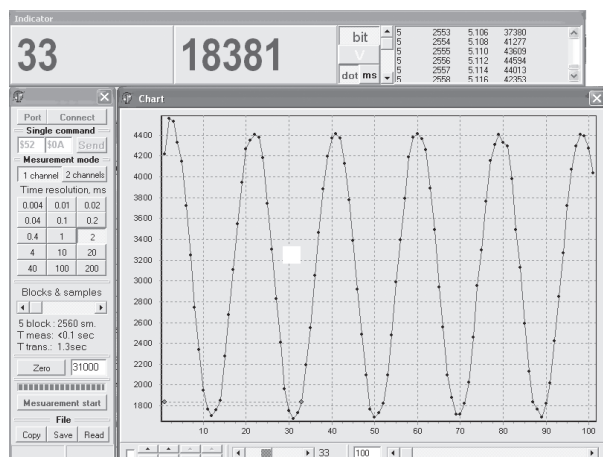 Indicator
33 18381
bit
V
dot ms
5 2553 5.106 37380
5 2554 5.108 41277
5 2555 5.110 43609
5 2556 5.112 44594
5 2557 5.114 44013
5 2558 5.116 42353
Port Connect
Single command
$52 $0A Send
Mesurement mode
1 channel 2 channels
Time resolution, ms
0.004 0.01 0.02
0.04 0.1 0.2
0.4 1 2
4 10 20
40 100 200
Blocks & samples
5 block : 2560 sm.
T meas: <0.1 sec
T trans.: 1.3sec
Zero 31000
Mesuarement start
File
Copy Save Read
Chart
4400
4200
4000
3800
3600
3400
3200
3000
2800
2600
2400
2200
2000
1800
10 20 30 40 50 60 70 80 90 100
33 100